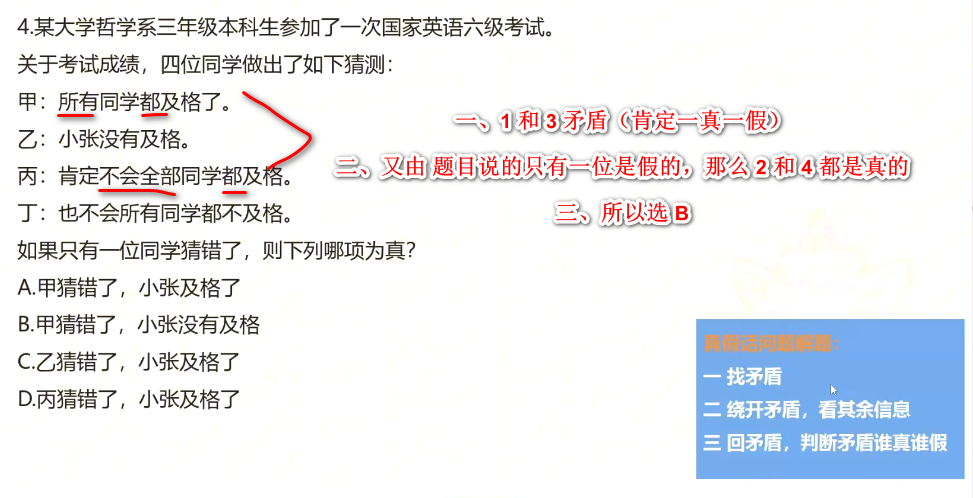 4.某大学哲学系三年级本科生参加了一次国家英语六级考试。
关于考试成绩，四位同学做出了如下猜测：
甲：所有同学都及格了。
乙：小张没有及格。
丙：肯定不会全部同学都及格。
丁：也不会所有同学都不及格。
如果只有一位同学猜错了，则下列哪项为真？
A.甲猜错了，小张及格了
B.甲猜错了，小张没有及格
C.乙猜错了，小张及格了
D.丙猜错了，小张及格了
一、1 和 3 矛盾（肯定一真一假）
二、又由 题目说的只有一位是假的，那么 2 和 4 都是真的
三、所以选 B
真假话问题解题：
一 找矛盾
二 绕开矛盾，看其余信息
三 回矛盾，判断矛盾谁真谁假